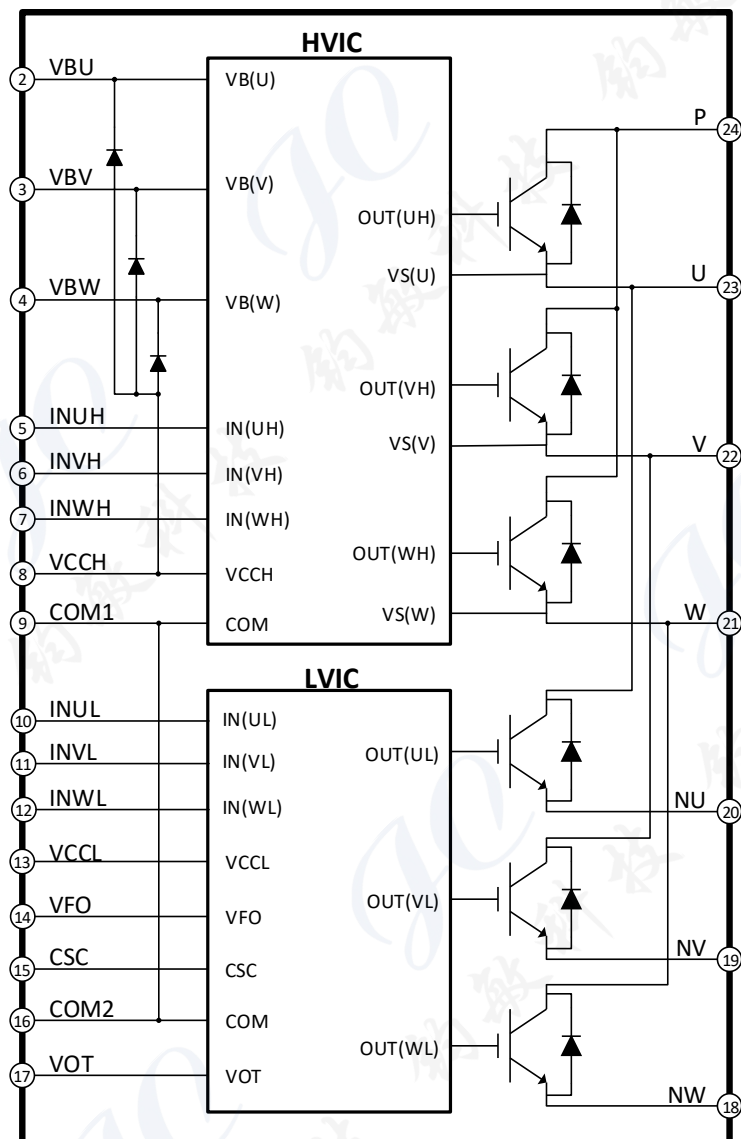 HVIC
2 VBU VB(U)
3 VBV VB(V)
4 VBW VB(W)
5 INUH IN(UH)
6 INVH IN(VH)
7 INWH IN(WH)
8 VCCH VCCH
9 COM1 COM
OUT(UH)
VS(U)
OUT(VH)
VS(V)
OUT(WH)
VS(W)
P 24
U 23
V 22
W 21
LVIC
10 INUL IN(UL)
11 INVL IN(VL)
12 INWL IN(WL)
13 VCCL VCCL
14 VFO VFO
15 CSC CSC
16 COM2 COM
17 VOT VOT
OUT(UL)
OUT(VL)
OUT(WL)
NU 20
NV 19
NW 18